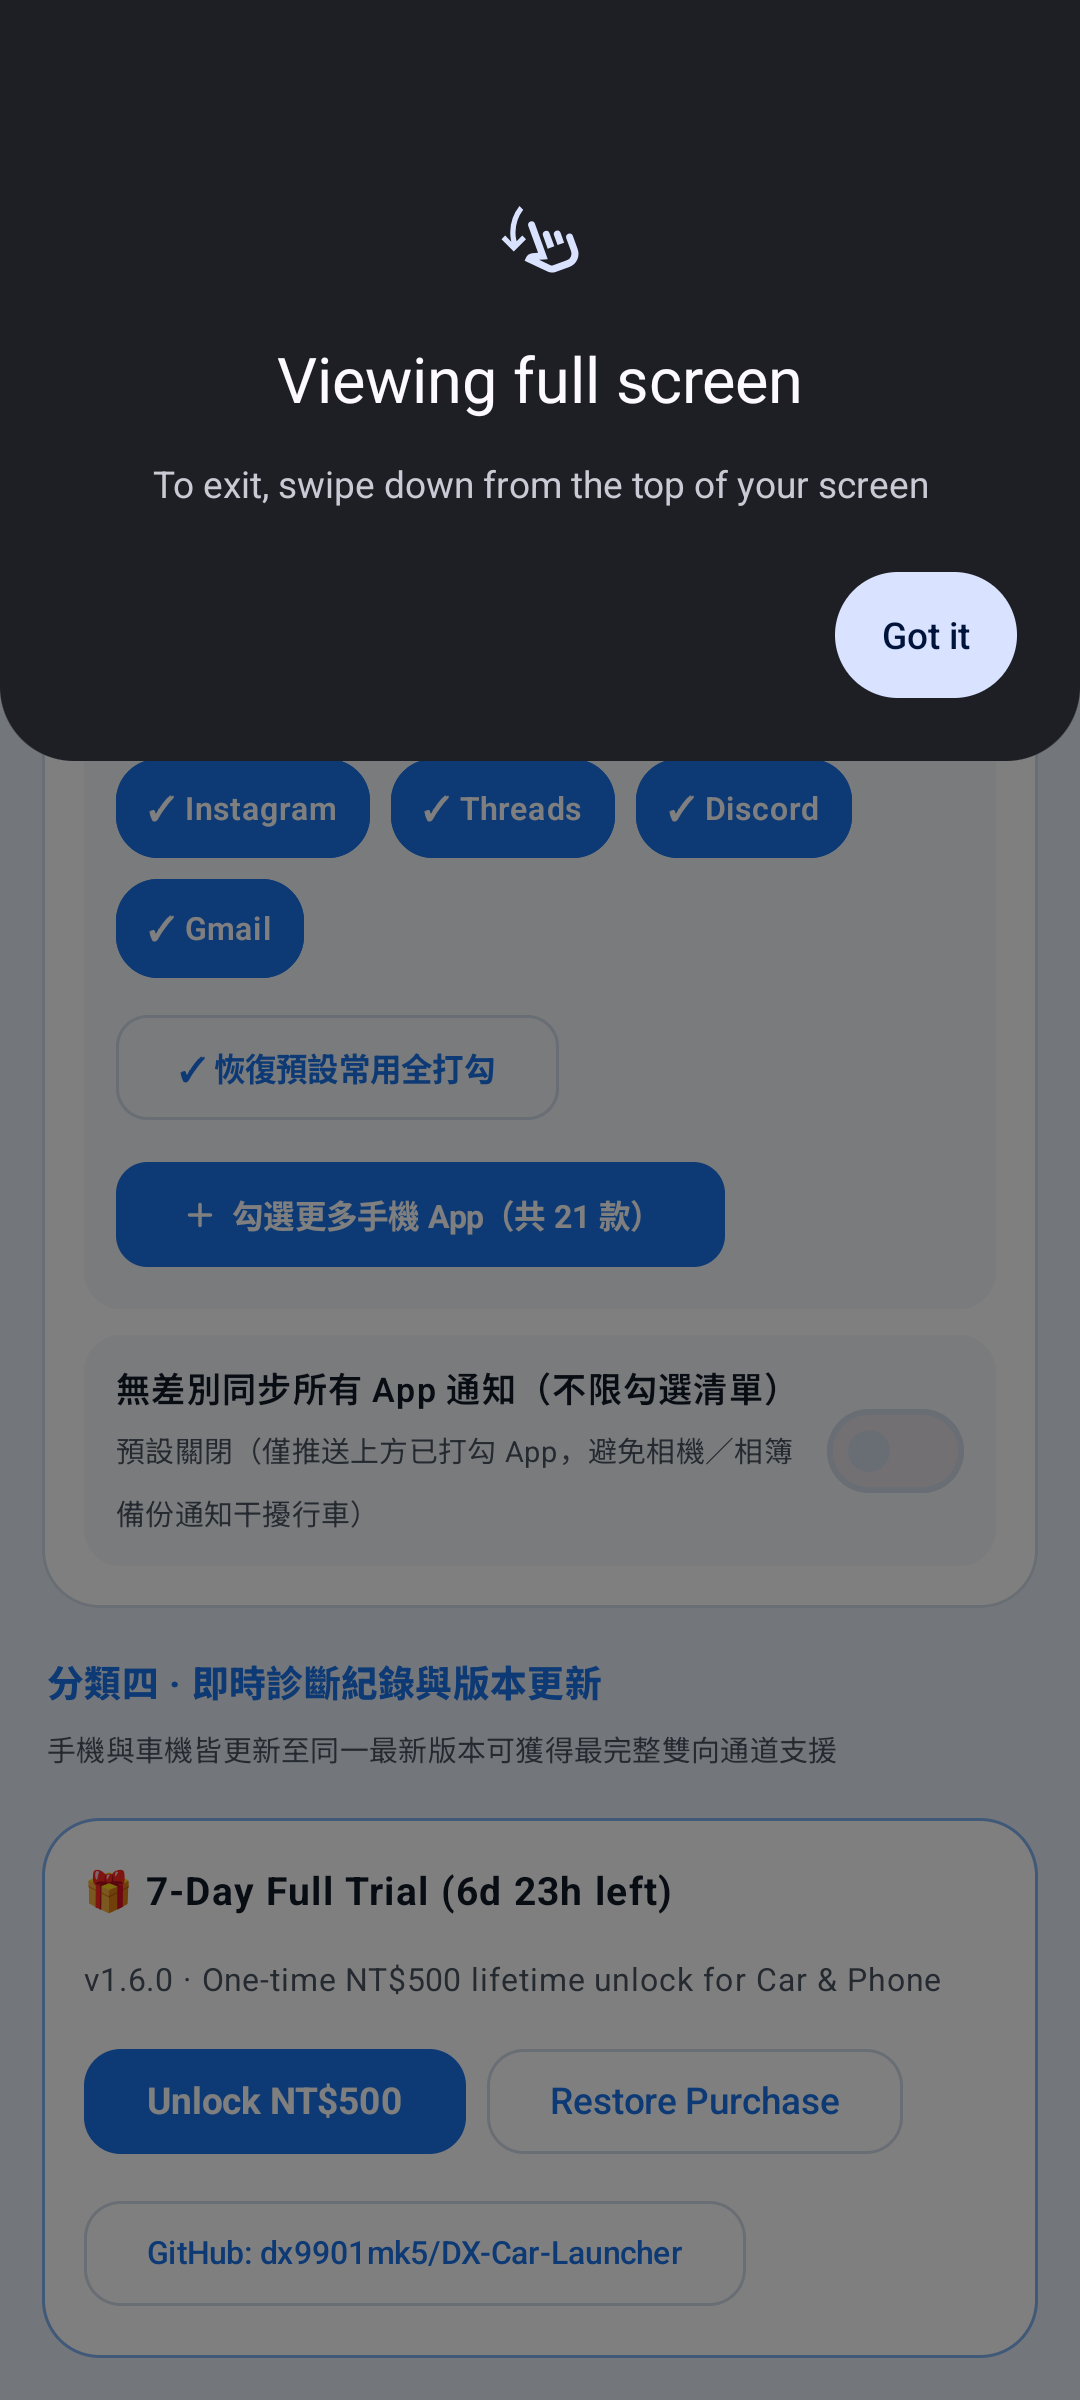 Viewing full screen
To exit, swipe down from the top of your screen
Got it
✓ Instagram
✓ Threads
✓ Discord
✓ Gmail
✓ 恢復預設常用全打勾
＋ 勾選更多手機 App（共 21 款）
無差別同步所有 App 通知（不限勾選清單）
預設關閉（僅推送上方已打勾 App，避免相機／相簿
備份通知干擾行車）
分類四 · 即時診斷紀錄與版本更新
手機與車機皆更新至同一最新版本可獲得最完整雙向通道支援
🎁 7-Day Full Trial (6d 23h left)
v1.6.0 · One-time NT$500 lifetime unlock for Car & Phone
Unlock NT$500
Restore Purchase
GitHub: dx9901mk5/DX-Car-Launcher